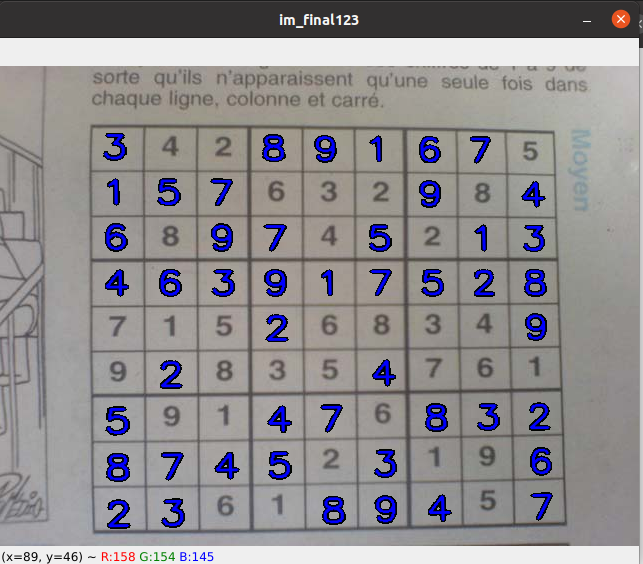 im_final123
sorte qu'ils n'apparaissent qu'une seule fois dans
chaque ligne, colonne et carré.
Moyen
3 4 2 8 9 1 6 7 5
1 5 7 6 3 2 9 8 4
6 8 9 7 4 5 2 1 3
4 6 3 9 1 7 5 2 8
7 1 5 2 6 8 3 4 9
9 2 8 3 5 4 7 6 1
5 9 1 4 7 6 8 3 2
8 7 4 5 2 3 1 9 6
2 3 6 1 8 9 4 5 7
(x=89, y=46) ~ R:158 G:154 B:145